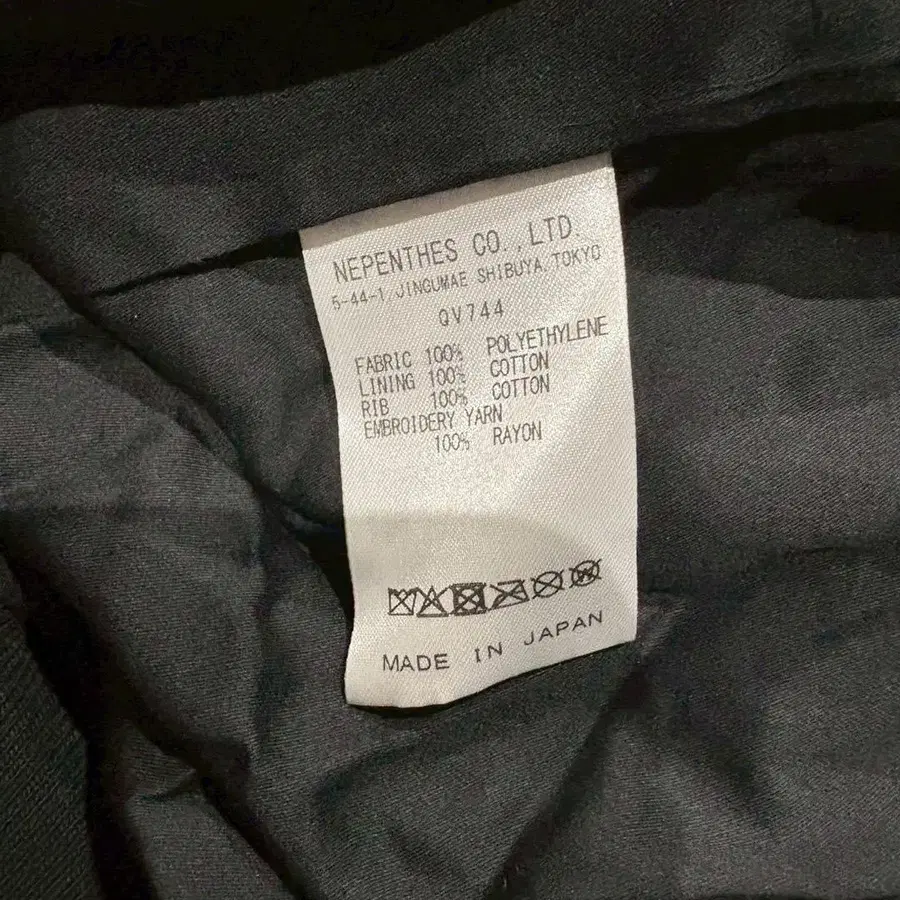 NEPENTHES CO.,LTD.
5-44-1, JINGUMAE SHIBUYA, TOKYO
QV744
FABRIC 100% POLYETHYLENE
LINING 100% COTTON
RIB 100% COTTON
EMBROIDERY YARN
100% RAYON
MADE IN JAPAN